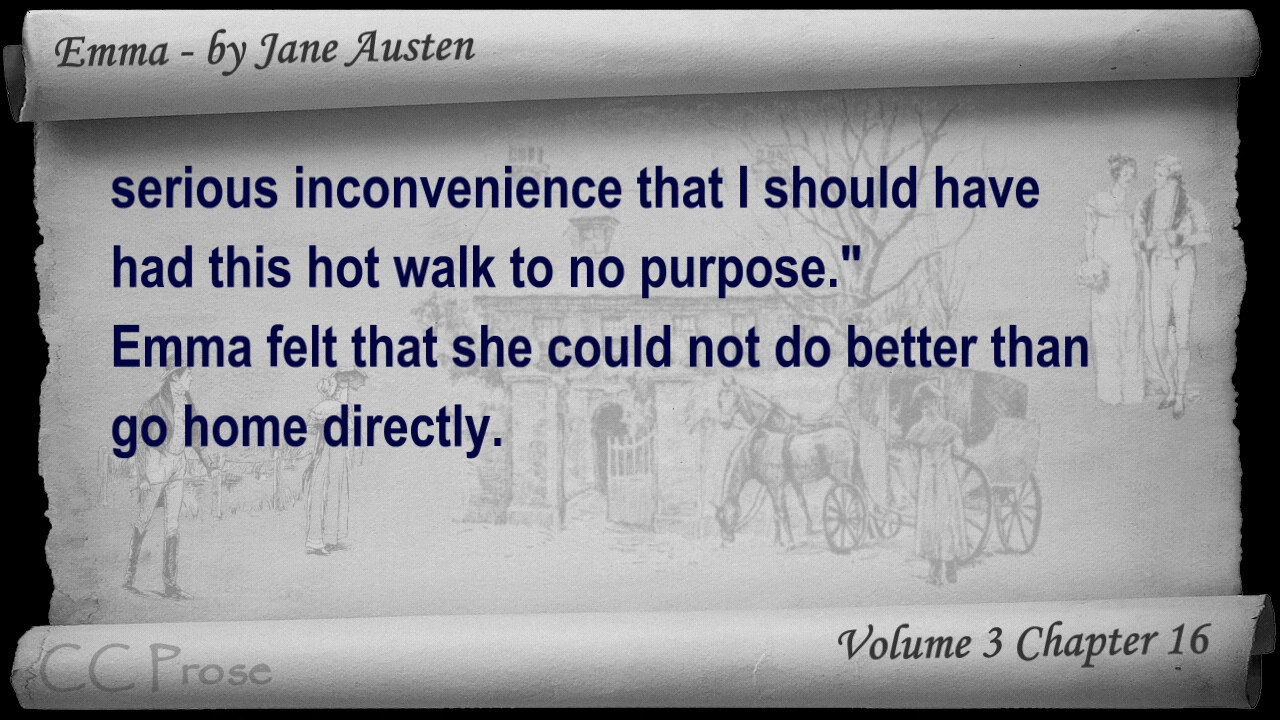 Emma - by Jane Austen
serious inconvenience that I should have
had this hot walk to no purpose."
Emma felt that she could not do better than
go home directly.
Volume 3 Chapter 16
CC Prose